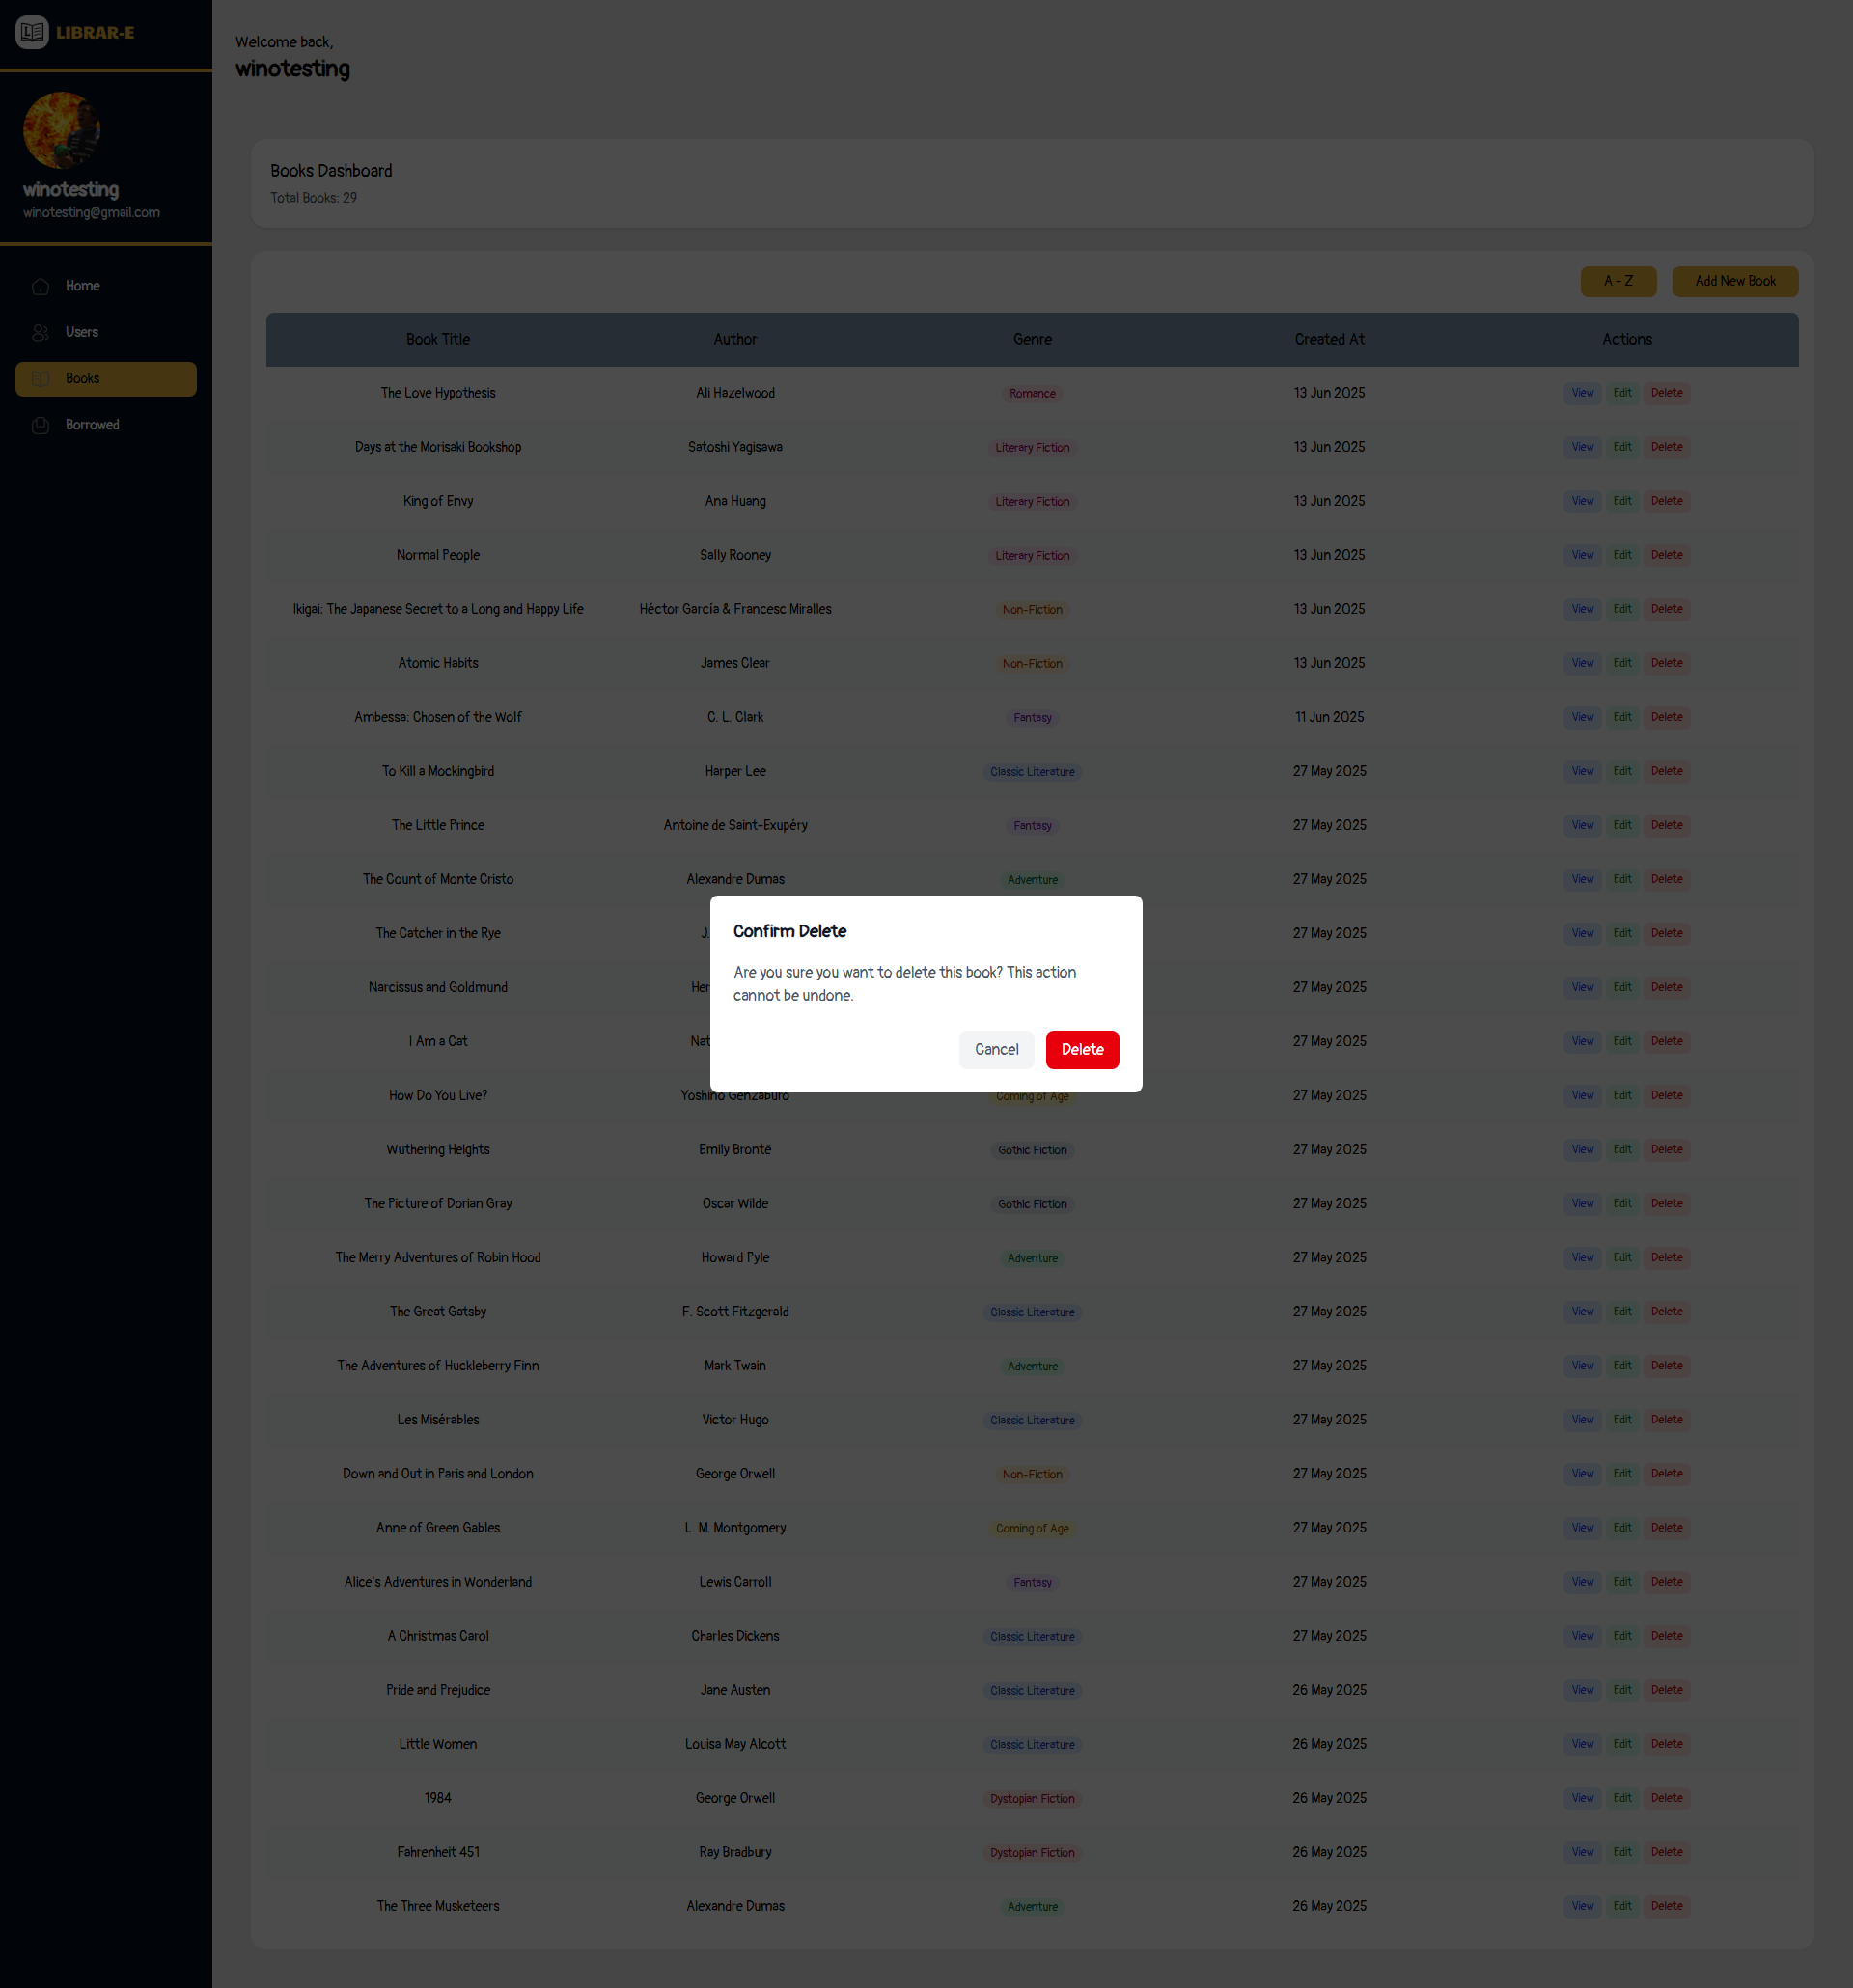 LIBRAR-E
winotesting
winotesting@gmail.com
Home
Users
Books
Borrowed
Welcome back,
winotesting
Books Dashboard
Total Books: 29
A - Z Add New Book
Book Title Author Genre Created At Actions
The Love Hypothesis Ali Hazelwood Romance 13 Jun 2025 View Edit Delete
Days at the Morisaki Bookshop Satoshi Yagisawa Literary Fiction 13 Jun 2025 View Edit Delete
King of Envy Ana Huang Literary Fiction 13 Jun 2025 View Edit Delete
Normal People Sally Rooney Literary Fiction 13 Jun 2025 View Edit Delete
Ikigai: The Japanese Secret to a Long and Happy Life Héctor García & Francesc Miralles Non-Fiction 13 Jun 2025 View Edit Delete
Atomic Habits James Clear Non-Fiction 13 Jun 2025 View Edit Delete
Ambessa: Chosen of the Wolf C. L. Clark Fantasy 11 Jun 2025 View Edit Delete
To Kill a Mockingbird Harper Lee Classic Literature 27 May 2025 View Edit Delete
The Little Prince Antoine de Saint-Exupéry Fantasy 27 May 2025 View Edit Delete
The Count of Monte Cristo Alexandre Dumas Adventure 27 May 2025 View Edit Delete
The Catcher in the Rye J. 27 May 2025 View Edit Delete
Narcissus and Goldmund Her 27 May 2025 View Edit Delete
I Am a Cat Nat 27 May 2025 View Edit Delete
How Do You Live? Yoshino Genzaburo Coming of Age 27 May 2025 View Edit Delete
Wuthering Heights Emily Brontë Gothic Fiction 27 May 2025 View Edit Delete
The Picture of Dorian Gray Oscar Wilde Gothic Fiction 27 May 2025 View Edit Delete
The Merry Adventures of Robin Hood Howard Pyle Adventure 27 May 2025 View Edit Delete
The Great Gatsby F. Scott Fitzgerald Classic Literature 27 May 2025 View Edit Delete
The Adventures of Huckleberry Finn Mark Twain Adventure 27 May 2025 View Edit Delete
Les Misérables Victor Hugo Classic Literature 27 May 2025 View Edit Delete
Down and Out in Paris and London George Orwell Non-Fiction 27 May 2025 View Edit Delete
Anne of Green Gables L. M. Montgomery Coming of Age 27 May 2025 View Edit Delete
Alice's Adventures in Wonderland Lewis Carroll Fantasy 27 May 2025 View Edit Delete
A Christmas Carol Charles Dickens Classic Literature 27 May 2025 View Edit Delete
Pride and Prejudice Jane Austen Classic Literature 26 May 2025 View Edit Delete
Little Women Louisa May Alcott Classic Literature 26 May 2025 View Edit Delete
1984 George Orwell Dystopian Fiction 26 May 2025 View Edit Delete
Fahrenheit 451 Ray Bradbury Dystopian Fiction 26 May 2025 View Edit Delete
The Three Musketeers Alexandre Dumas Adventure 26 May 2025 View Edit Delete
Confirm Delete
Are you sure you want to delete this book? This action
cannot be undone.
Cancel Delete